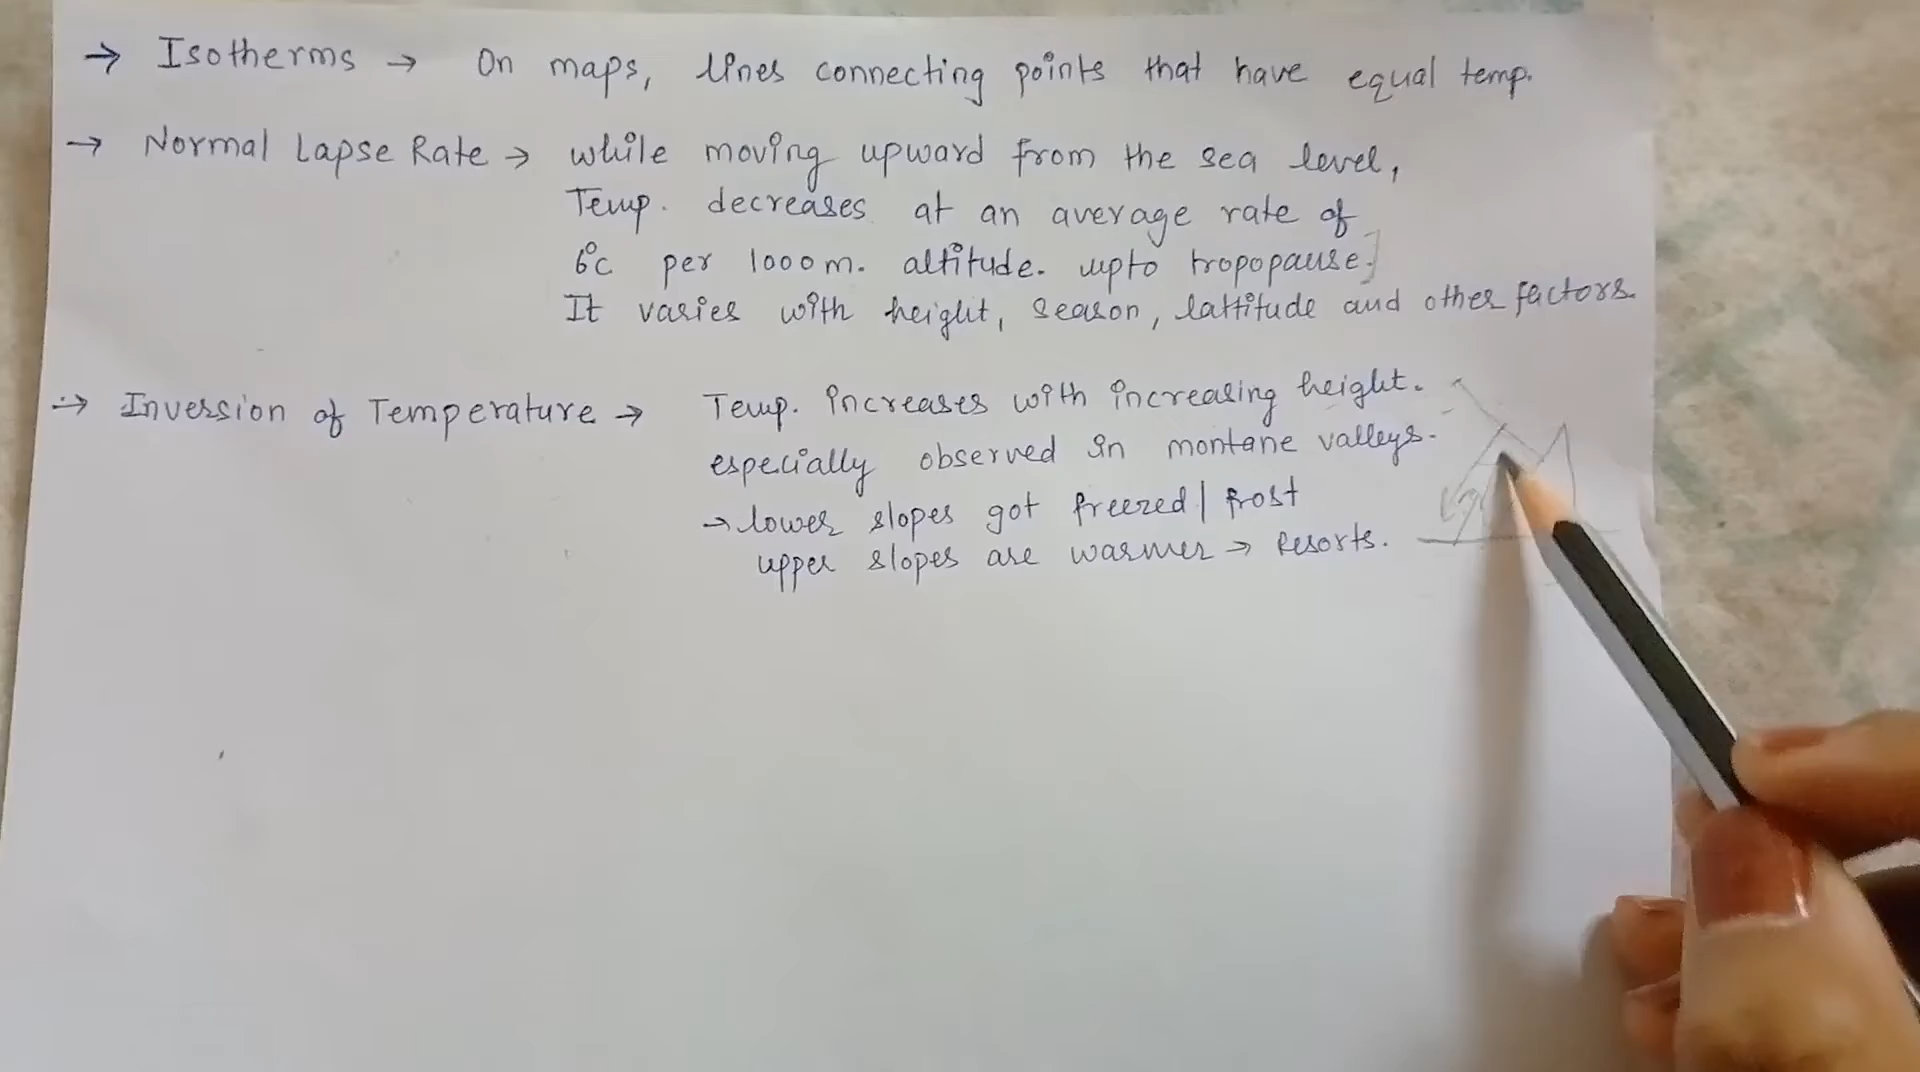 → Isotherms → On maps, lines connecting points that have equal temp.
→ Normal Lapse Rate → while moving upward from the sea level,
Temp. decreases at an average rate of
6°c per 1000m. altitude. upto tropopause.]
It varies with height, season, lattitude and other factors.
→ Inversion of Temperature → Temp. increases with increasing height.
especially observed in montane valleys.
→ lower slopes got freezed/frost
upper slopes are warmer → Resorts.